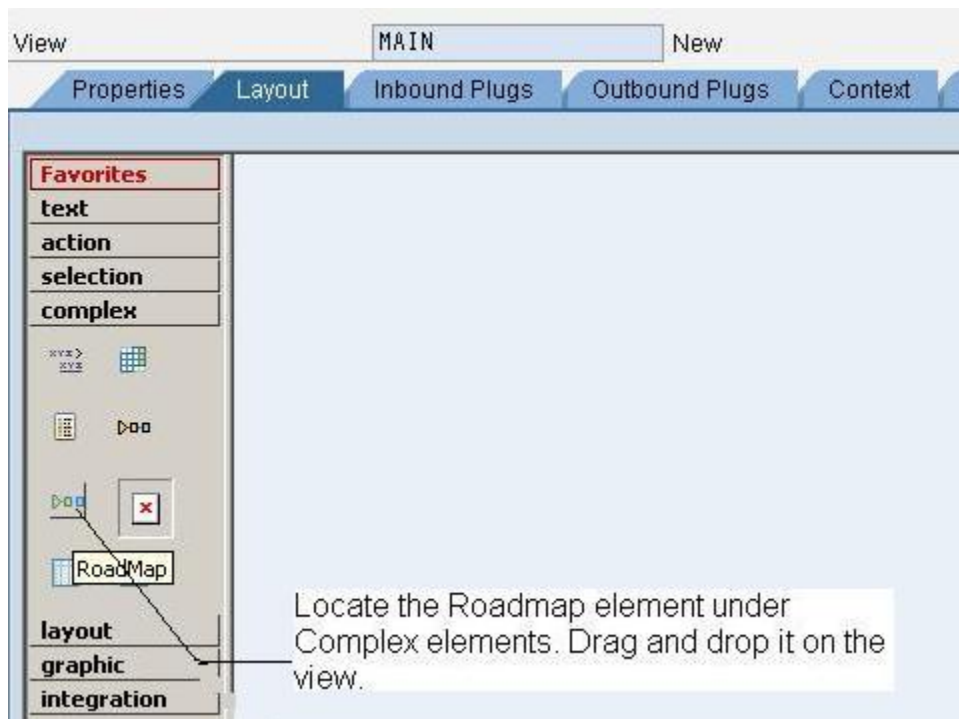 View MAIN New
Properties Layout Inbound Plugs Outbound Plugs Context
Favorites
text
action
selection
complex
RoadMap
layout
graphic
integration
Locate the Roadmap element under
Complex elements. Drag and drop it on the
view.